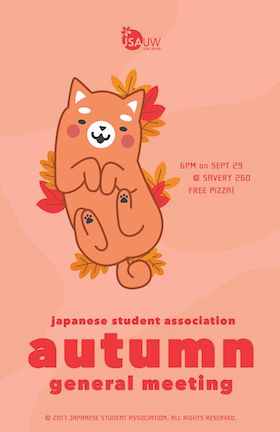 JSAUW
6PM on SEPT 29
@ SAVERY 260
FREE PIZZA!
japanese student association
autumn
general meeting
© 2017 JAPANESE STUDENT ASSOCIATION. ALL RIGHTS RESERVED.